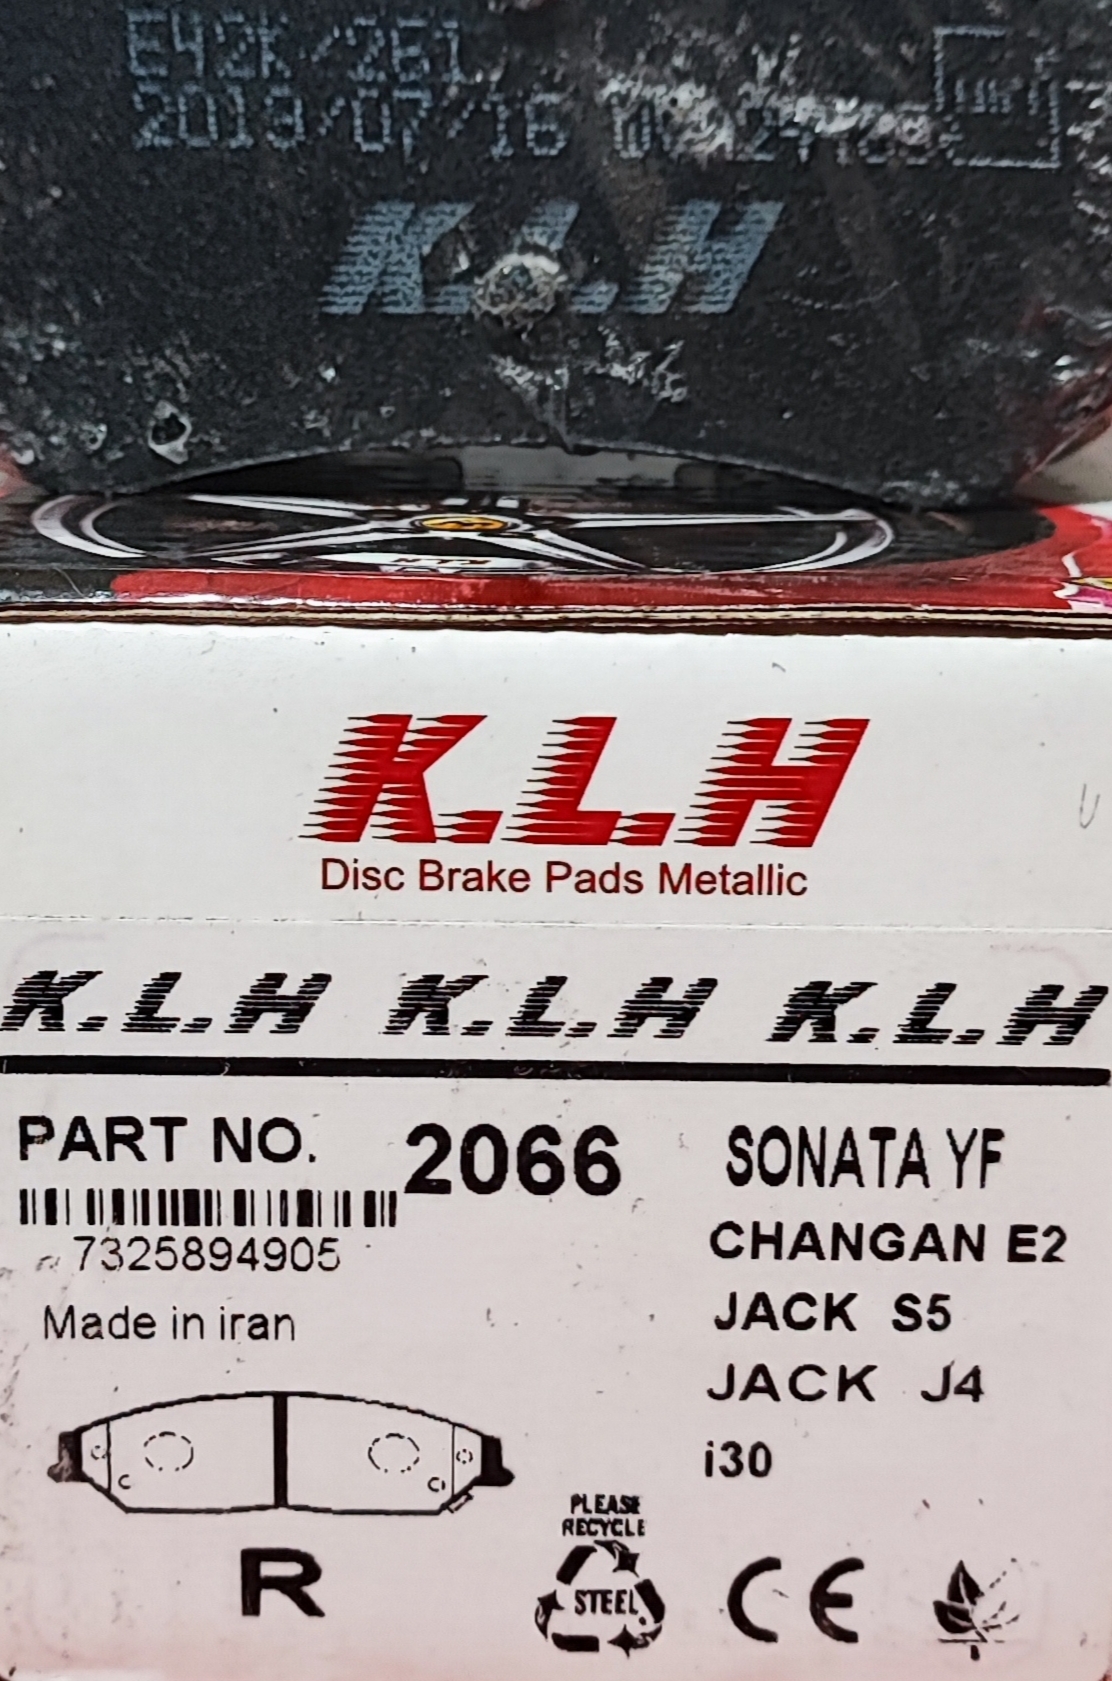 E42K/261
2013/07/16
K.L.H
K.L.H
K.L.H
Disc Brake Pads Metallic
K.L.H K.L.H K.L.H
PART NO. 2066
7325894905
Made in iran
SONATA YF
CHANGAN E2
JACK S5
JACK J4
i30
R
PLEASE
RECYCLE
STEEL
CE